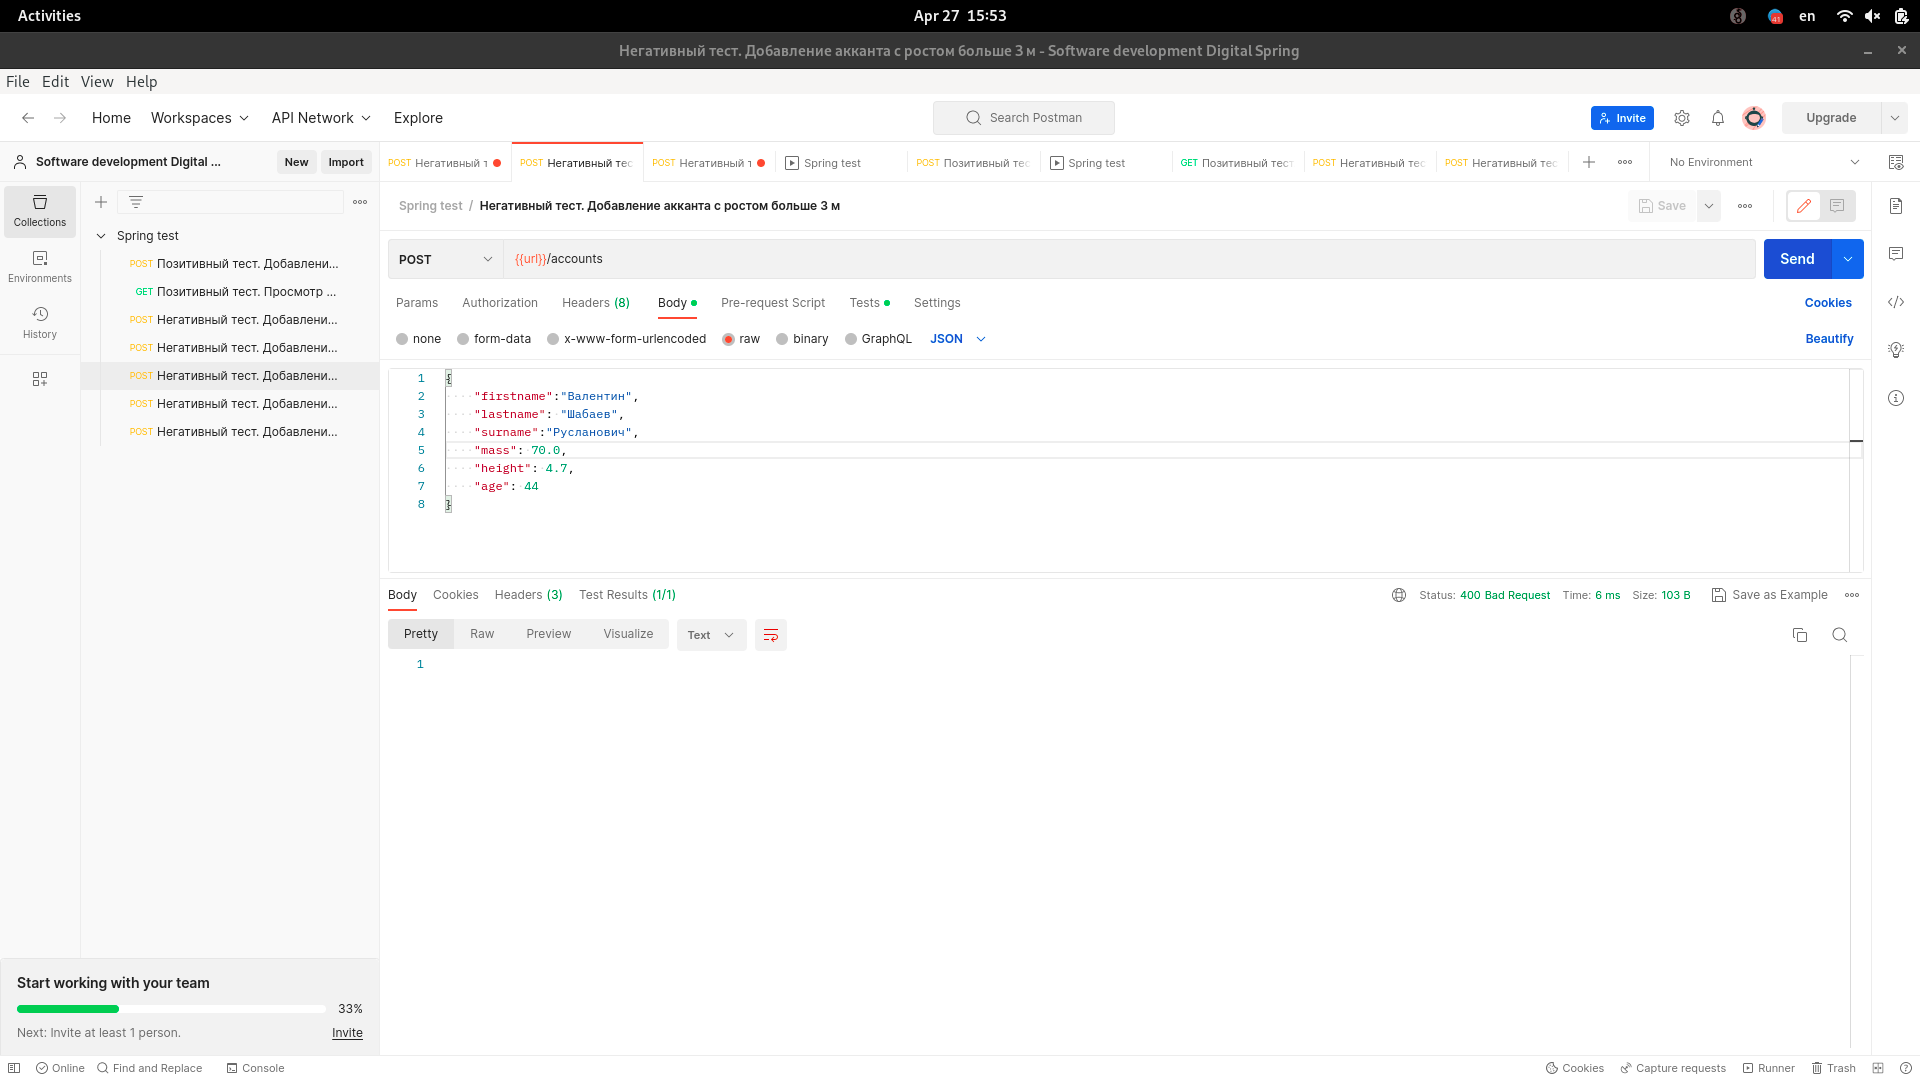 Activities
Apr 27 15:53
41
en
Негативный тест. Добавление акканта с ростом больше 3 м - Software development Digital Spring
File Edit View Help
Home Workspaces API Network Explore
Search Postman
Invite
Upgrade
Software development Digital ...
New Import
POST Негативный т
POST Негативный тес
POST Негативный т
Spring test
POST Позитивный тес
Spring test
GET Позитивный тест
POST Негативный тес
POST Негативный тес
No Environment
Collections
Environments
History
Spring test
POST Позитивный тест. Добавлени...
GET Позитивный тест. Просмотр ...
POST Негативный тест. Добавлени...
POST Негативный тест. Добавлени...
POST Негативный тест. Добавлени...
POST Негативный тест. Добавлени...
POST Негативный тест. Добавлени...
Spring test / Негативный тест. Добавление акканта с ростом больше 3 м
Save
POST {{url}}/accounts
Send
Params Authorization Headers (8) Body Pre-request Script Tests Settings
Cookies
none form-data x-www-form-urlencoded raw binary GraphQL JSON
Beautify
1 {
2 "firstname":"Валентин",
3 "lastname": "Шабаев",
4 "surname":"Русланович",
5 "mass": 70.0,
6 "height": 4.7,
7 "age": 44
8 }
Body Cookies Headers (3) Test Results (1/1)
Status: 400 Bad Request Time: 6 ms Size: 103 B Save as Example
Pretty Raw Preview Visualize Text
1
Start working with your team
33%
Next: Invite at least 1 person. Invite
Online Find and Replace Console
Cookies Capture requests Runner Trash